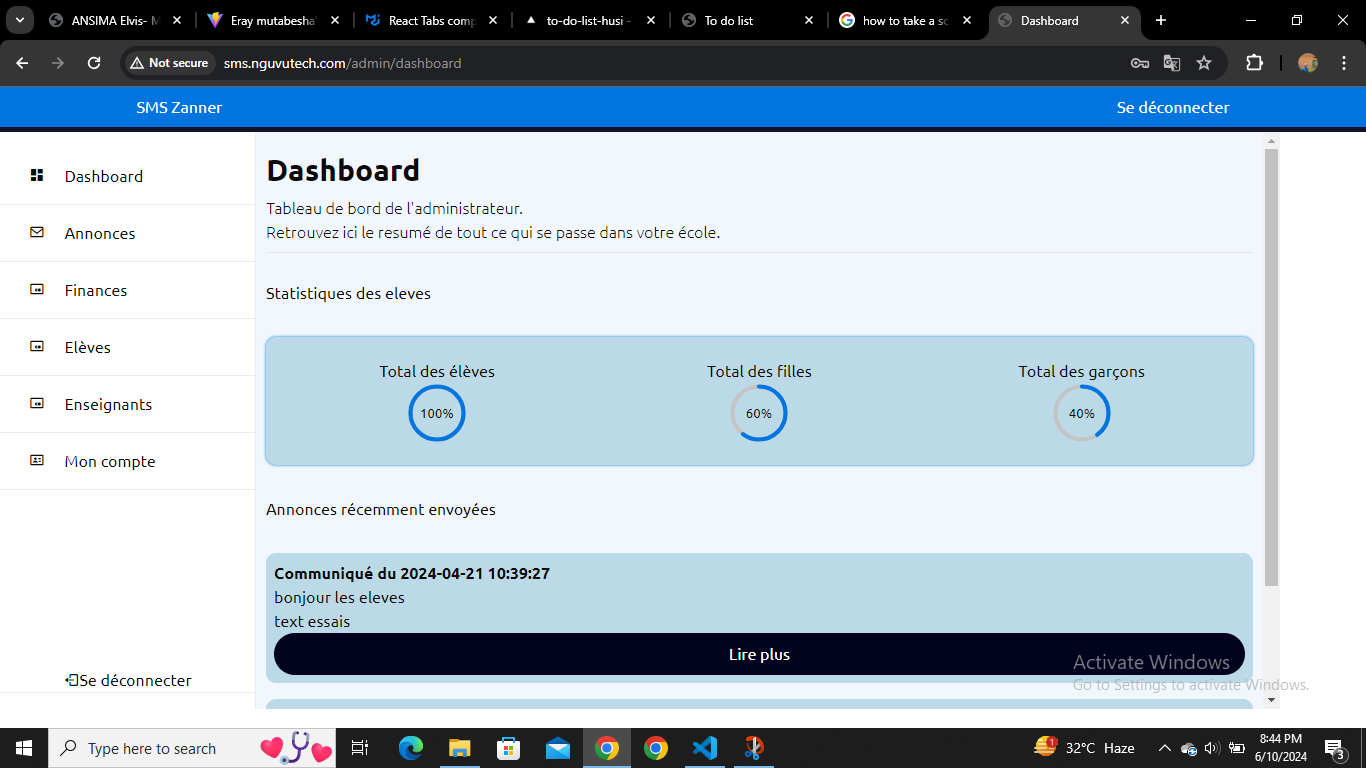 ANSIMA Elvis- M
Eray mutabesha
React Tabs comp
to-do-list-husi -
To do list
how to take a sc
Dashboard
Not secure
sms.nguvutech.com/admin/dashboard
SMS Zanner
Se déconnecter
Dashboard
Annonces
Finances
Elèves
Enseignants
Mon compte
Se déconnecter
Dashboard
Tableau de bord de l'administrateur.
Retrouvez ici le resumé de tout ce qui se passe dans votre école.
Statistiques des eleves
Total des élèves
100%
Total des filles
60%
Total des garçons
40%
Annonces récemment envoyées
Communiqué du 2024-04-21 10:39:27
bonjour les eleves
text essais
Lire plus
Activate Windows
Go to Settings to activate Windows.
Type here to search
1
32°C Haze
8:44 PM
6/10/2024
3